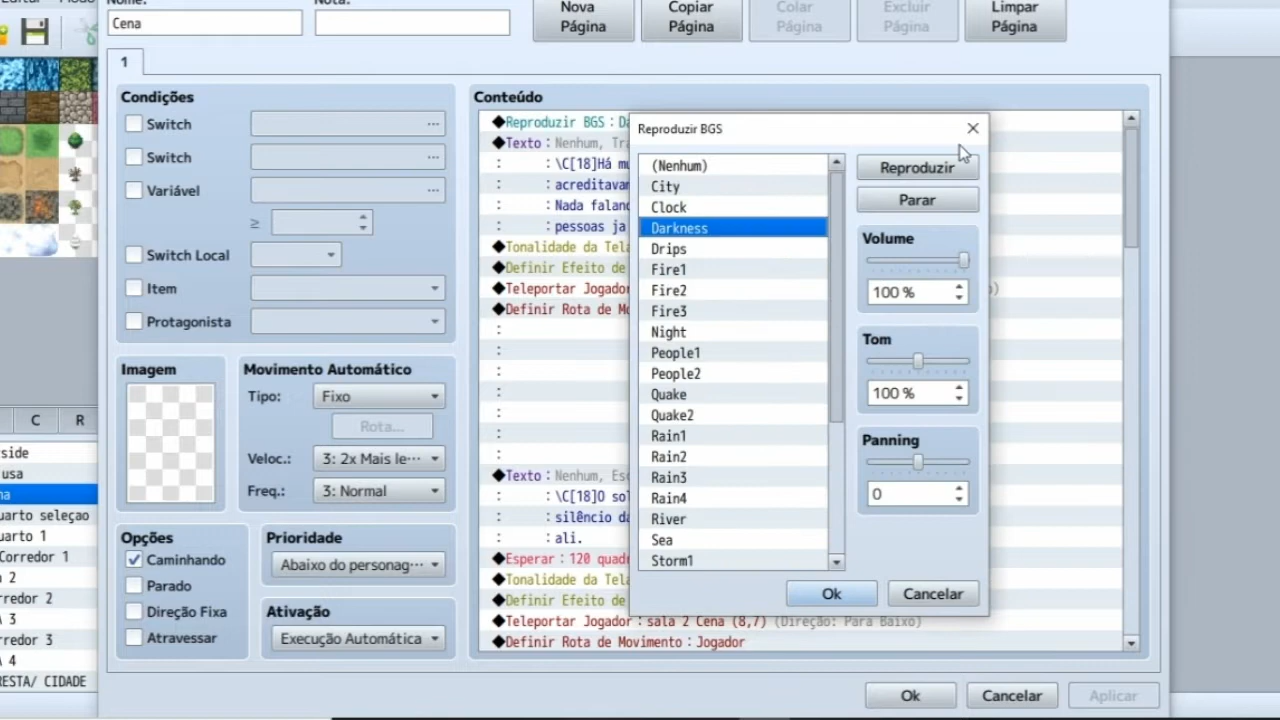 Nome:
Nota:
Cena
Nova
Página
Copiar
Página
Colar
Página
Excluir
Página
Limpar
Página
1
Condições
Switch
Switch
Variável
≥
Switch Local
Item
Protagonista
Imagem
Movimento Automático
Tipo:
Fixo
Rota...
Veloc.:
3: 2x Mais le···
Freq.:
3: Normal
Opções
Caminhando
Parado
Direção Fixa
Atravessar
Prioridade
Abaixo do personag···
Ativação
Execução Automática
Conteúdo
◆Reproduzir BGS：Da
◆Texto：Nenhum, Tra
:      :\C[18]Há mu
:      :acreditavam
:      :Nada faland
:      :pessoas ja
◆Tonalidade da Tela
◆Definir Efeito de
◆Teleportar Jogador
◆Definir Rota de Mo
:
:
:
:
:
:
:
◆Texto：Nenhum, Esc
:      :\C[18]O sol
:      :silêncio da
:      :ali.
◆Esperar：120 quadr
◆Tonalidade da Tela
◆Definir Efeito de
◆Teleportar Jogador：sala 2 Cena (8,7) (Direção: Para Baixo)
◆Definir Rota de Movimento：Jogador
Reproduzir BGS
(Nenhum)
City
Clock
Darkness
Drips
Fire1
Fire2
Fire3
Night
People1
People2
Quake
Quake2
Rain1
Rain2
Rain3
Rain4
River
Sea
Storm1
Reproduzir
Parar
Volume
100 %
Tom
100 %
Panning
0
Ok
Cancelar
Ok
Cancelar
Aplicar
C
R
side
usa
na
uarto seleçao
uarto 1
Corredor 1
2
rredor 2
A 3
rredor 3
A 4
RESTA/ CIDADE